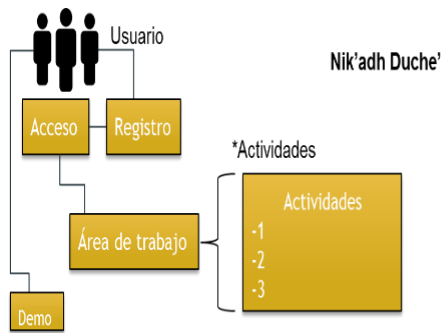 Usuario
Nik'adh Duche'
Acceso
Registro
*Actividades
Actividades
-1
-2
-3
Área de trabajo
Demo